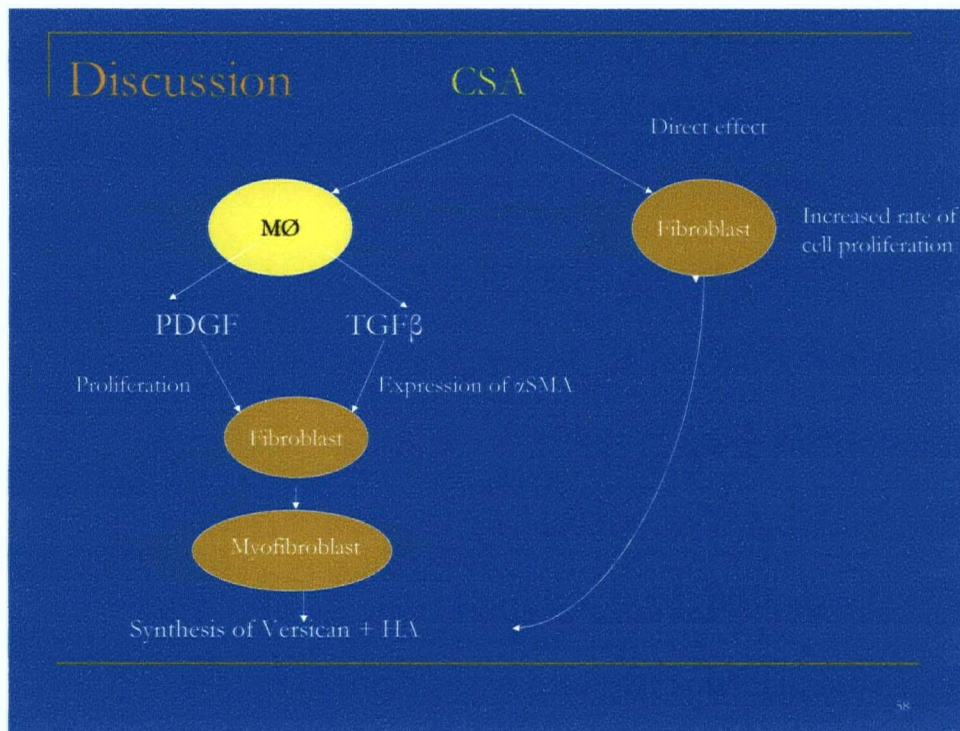 Discussion
CSA
Direct effect
MØ
Fibroblast
Increased rate of
cell proliferation
PDGF
TGFβ
Proliferation
Expression of αSMA
Fibroblast
Myofibroblast
Synthesis of Versican + HA
58